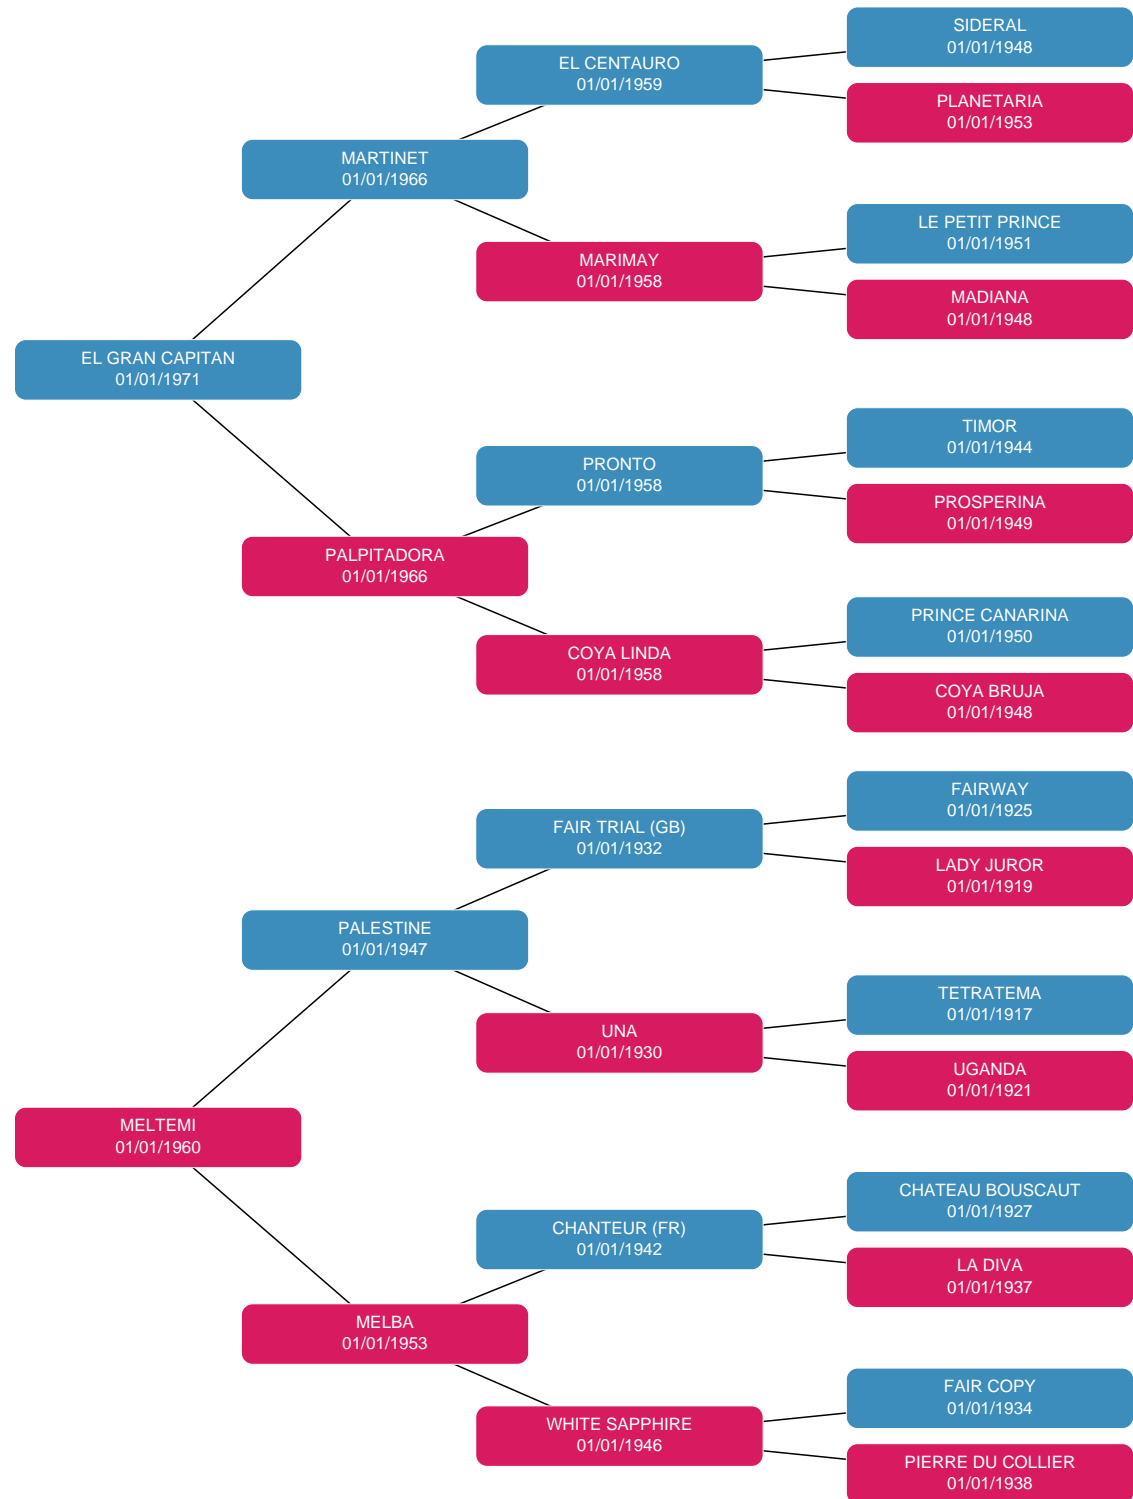 SIDERAL
01/01/1948
EL CENTAURO
01/01/1959
PLANETARIA
01/01/1953
MARTINET
01/01/1966
LE PETIT PRINCE
01/01/1951
MARIMAY
01/01/1958
MADIANA
01/01/1948
EL GRAN CAPITAN
01/01/1971
TIMOR
01/01/1944
PRONTO
01/01/1958
PROSPERINA
01/01/1949
PALPITADORA
01/01/1966
PRINCE CANARINA
01/01/1950
COYA LINDA
01/01/1958
COYA BRUJA
01/01/1948
FAIRWAY
01/01/1925
FAIR TRIAL (GB)
01/01/1932
LADY JUROR
01/01/1919
PALESTINE
01/01/1947
TETRATEMA
01/01/1917
UNA
01/01/1930
UGANDA
01/01/1921
MELTEMI
01/01/1960
CHATEAU BOUSCAUT
01/01/1927
CHANTEUR (FR)
01/01/1942
LA DIVA
01/01/1937
MELBA
01/01/1953
FAIR COPY
01/01/1934
WHITE SAPPHIRE
01/01/1946
PIERRE DU COLLIER
01/01/1938